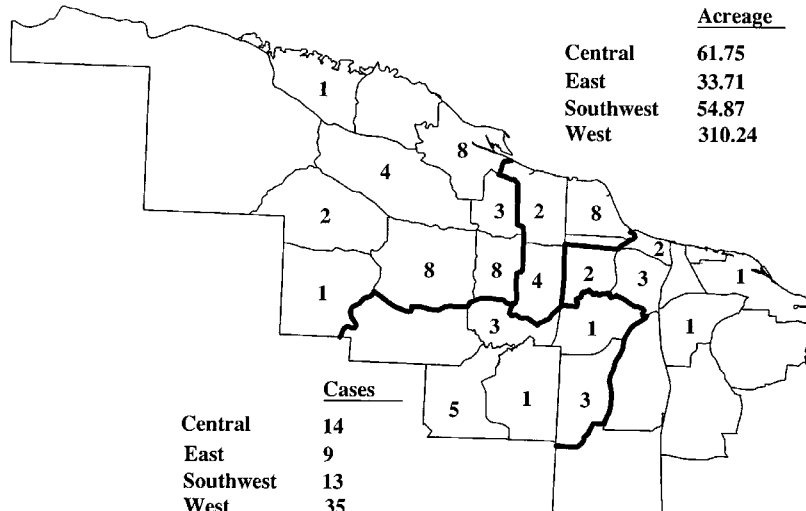 Acreage
Central 61.75
East 33.71
Southwest 54.87
West 310.24
1
8
4
3
2
8
2
2
8
8
4
2
3
1
1
3
1
1
5
1
3
Cases
Central 14
East 9
Southwest 13
West 35